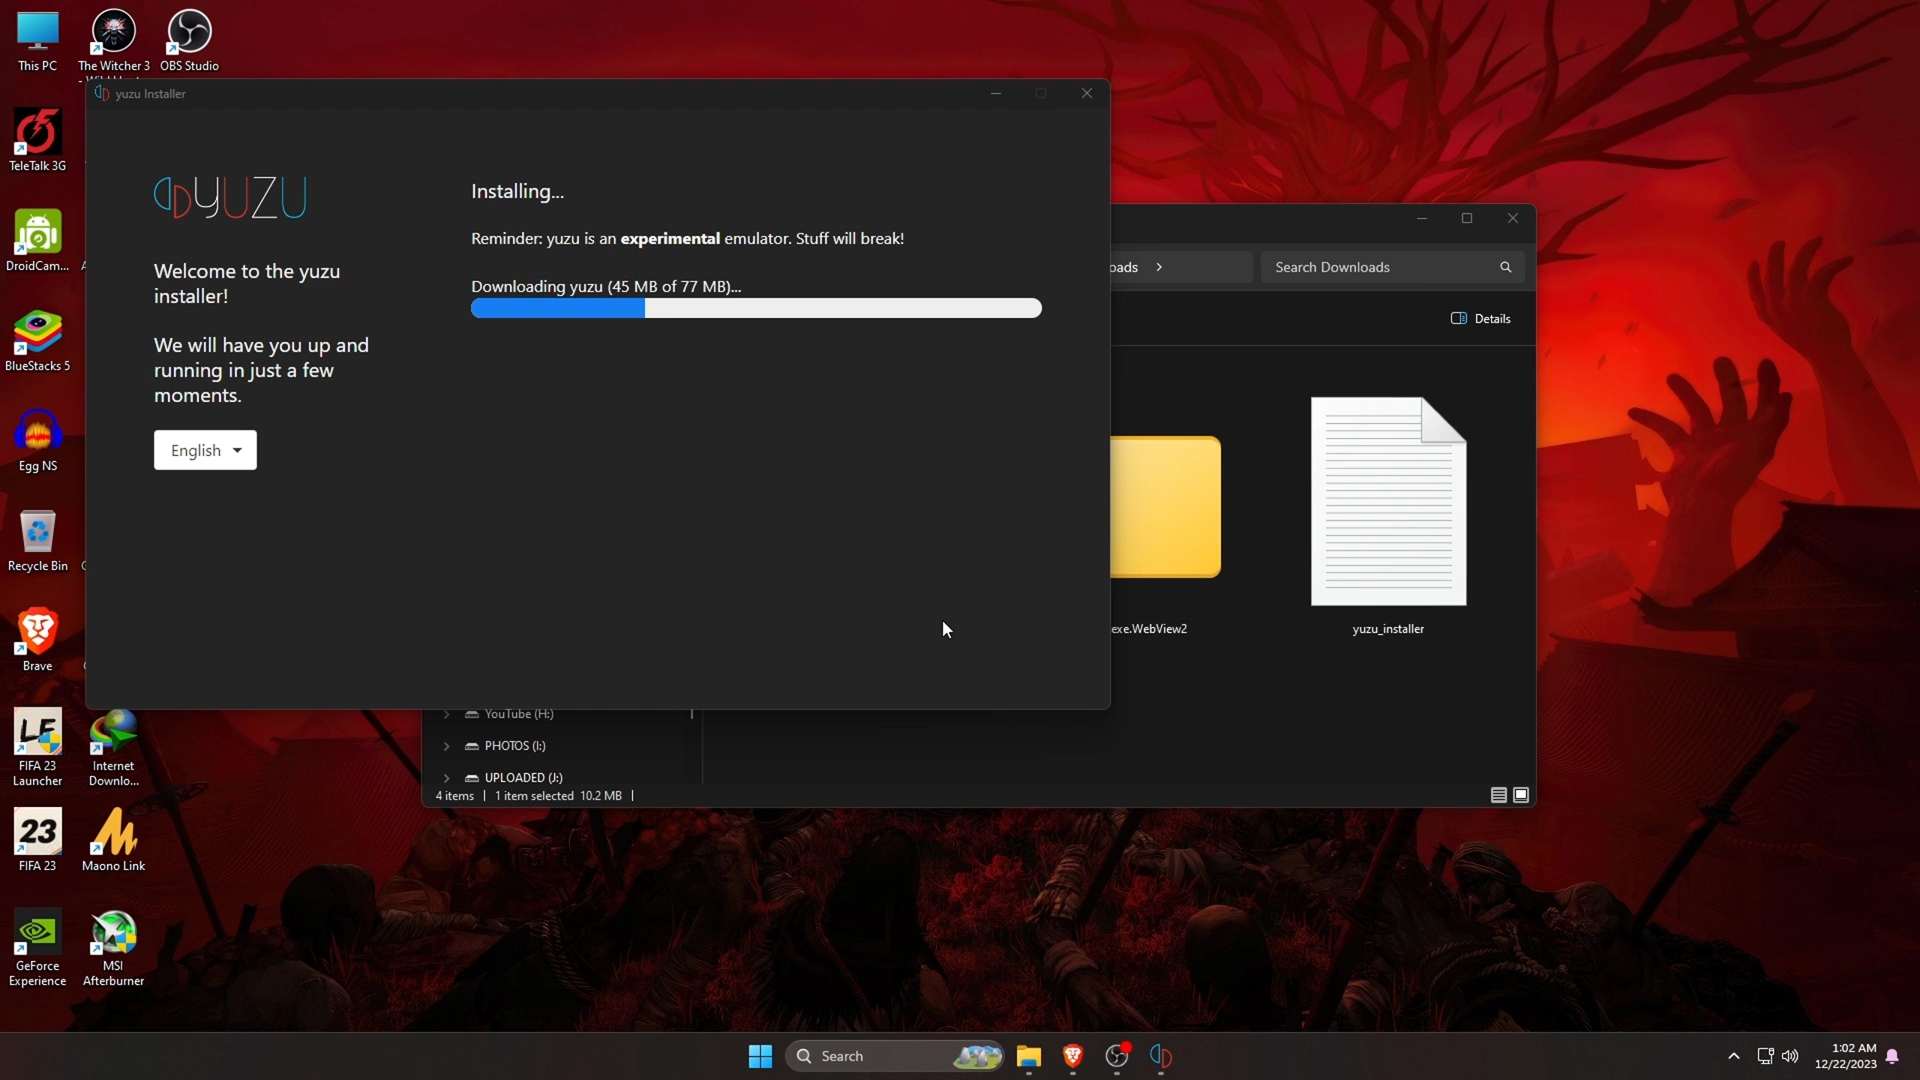 This PC
The Witcher 3
OBS Studio
yuzu Installer
TeleTalk 3G
DroidCam...
BlueStacks 5
Egg NS
Recycle Bin
Brave
FIFA 23
Launcher
Internet
Downlo...
FIFA 23
Maono Link
GeForce
Experience
MSI
Afterburner
YUZU
Welcome to the yuzu
installer!
We will have you up and
running in just a few
moments.
English
Installing...
Reminder: yuzu is an experimental emulator. Stuff will break!
Downloading yuzu (45 MB of 77 MB)...
oads
Search Downloads
Details
exe.WebView2
yuzu_installer
YouTube (H:)
PHOTOS (I:)
UPLOADED (J:)
4 items | 1 item selected 10.2 MB |
LF
23
Search
1:02 AM
12/22/2023